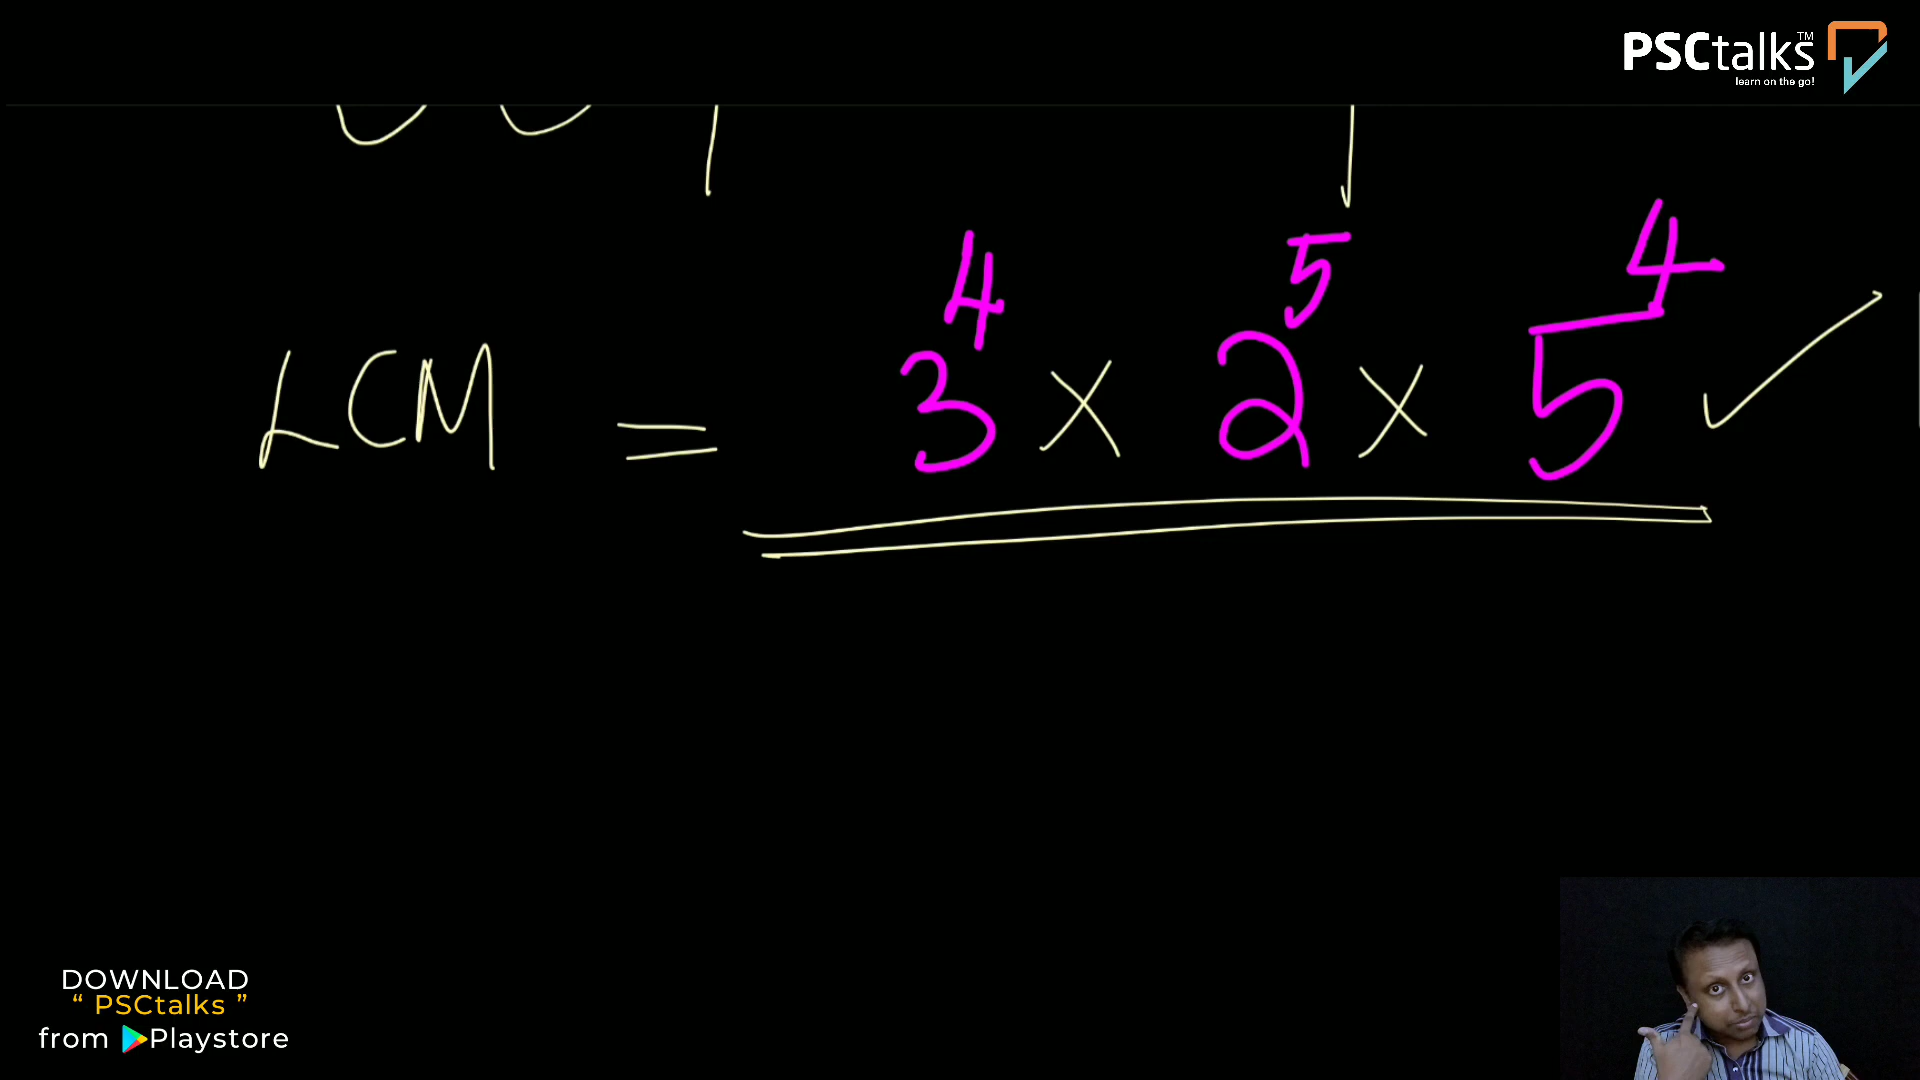 PSCtalks™
learn on the go!
LCM = 3⁴ × 2⁵ × 5⁴ ✓
DOWNLOAD
“ PSCtalks ”
from Playstore